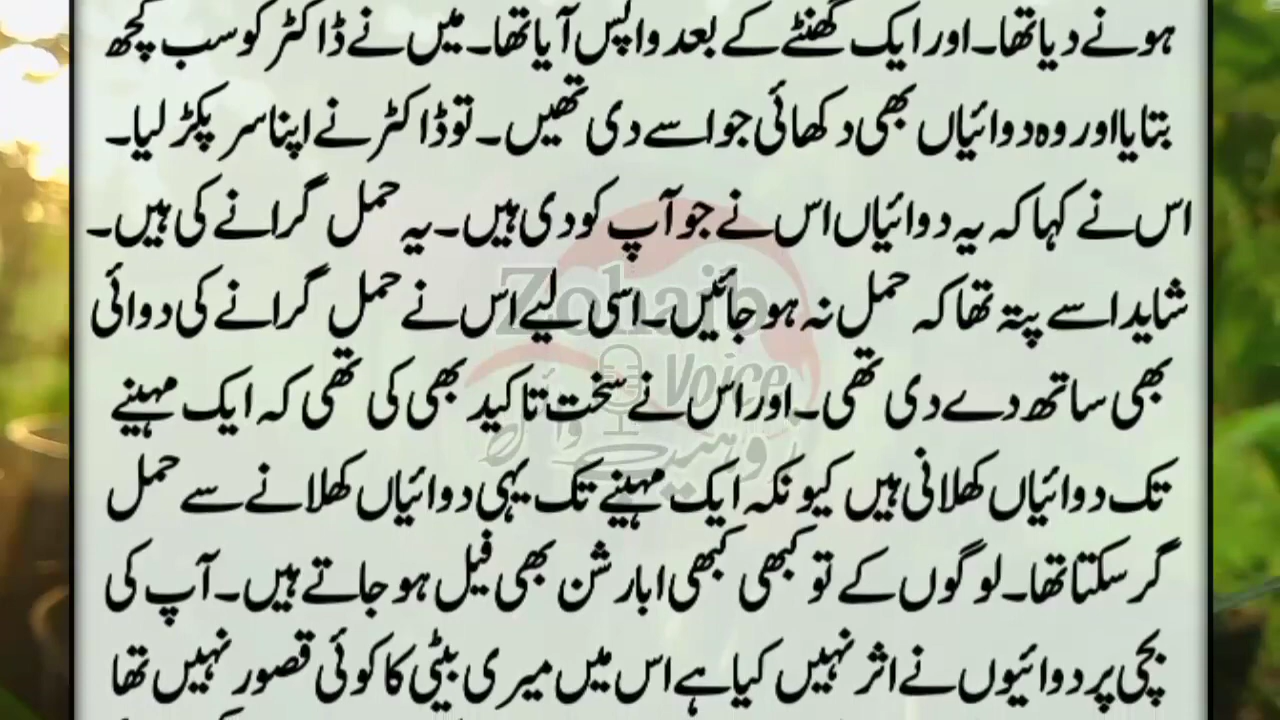 ہونے دیا تھا۔ اور ایک گھنٹے کے بعد واپس آیا تھا۔ میں نے ڈاکٹر کو سب کچھ
بتایا اور وہ دوائیاں بھی دکھائی جو اسے دی تھیں۔ تو ڈاکٹر نے اپنا سر پکڑ لیا۔
اس نے کہا کہ یہ دوائیاں اس نے جو آپ کو دی ہیں۔ یہ حمل گرانے کی ہیں۔
شاید اسے پتہ تھا کہ حمل نہ ہو جائیں۔ اسی لیے اس نے حمل گرانے کی دوائی
بھی ساتھ دے دی تھی۔ اور اس نے سخت تاکید بھی کی تھی کہ ایک مہینے
تک دوائیاں کھلانی ہیں کیونکہ ایک مہینے تک یہی دوائیاں کھلانے سے حمل
گر سکتا تھا۔ لوگوں کے تو کبھی کبھی ابارشن بھی فیل ہو جاتے ہیں۔ آپ کی
بچی پر دوائیوں نے اثر نہیں کیا ہے اس میں میری بیٹی کا کوئی قصور نہیں تھا
Zohaib
Voice
زوہیب وائس